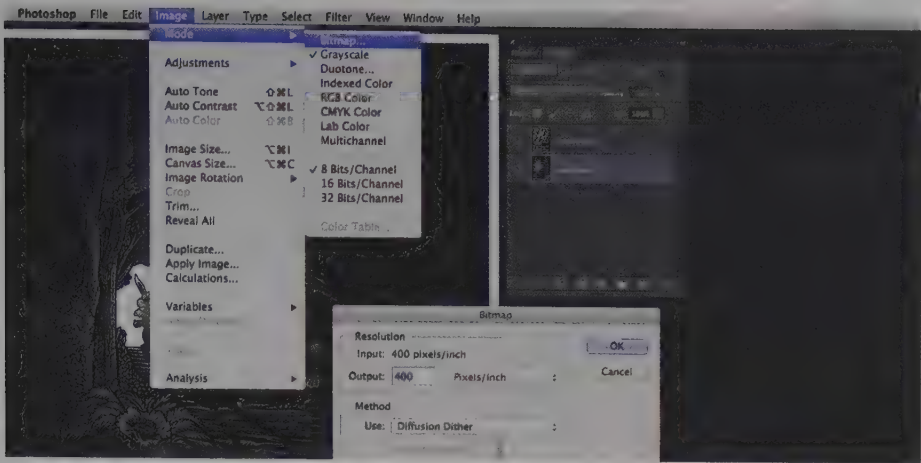 Photoshop File Edit Image Layer Type Select Filter View Window Help
Mode
Adjustments
Auto Tone ⇧⌘L
Auto Contrast ⌥⇧⌘L
Auto Color ⇧⌘B
Image Size... ⌥⌘I
Canvas Size... ⌥⌘C
Image Rotation
Crop
Trim...
Reveal All
Duplicate...
Apply Image...
Calculations...
Variables
Analysis
Bitmap...
✓ Grayscale
Duotone...
Indexed Color
RGB Color
CMYK Color
Lab Color
Multichannel
✓ 8 Bits/Channel
16 Bits/Channel
32 Bits/Channel
Color Table...
Bitmap
Resolution
Input: 400 pixels/inch
Output: 400 Pixels/inch
Method
Use: Diffusion Dither
OK
Cancel